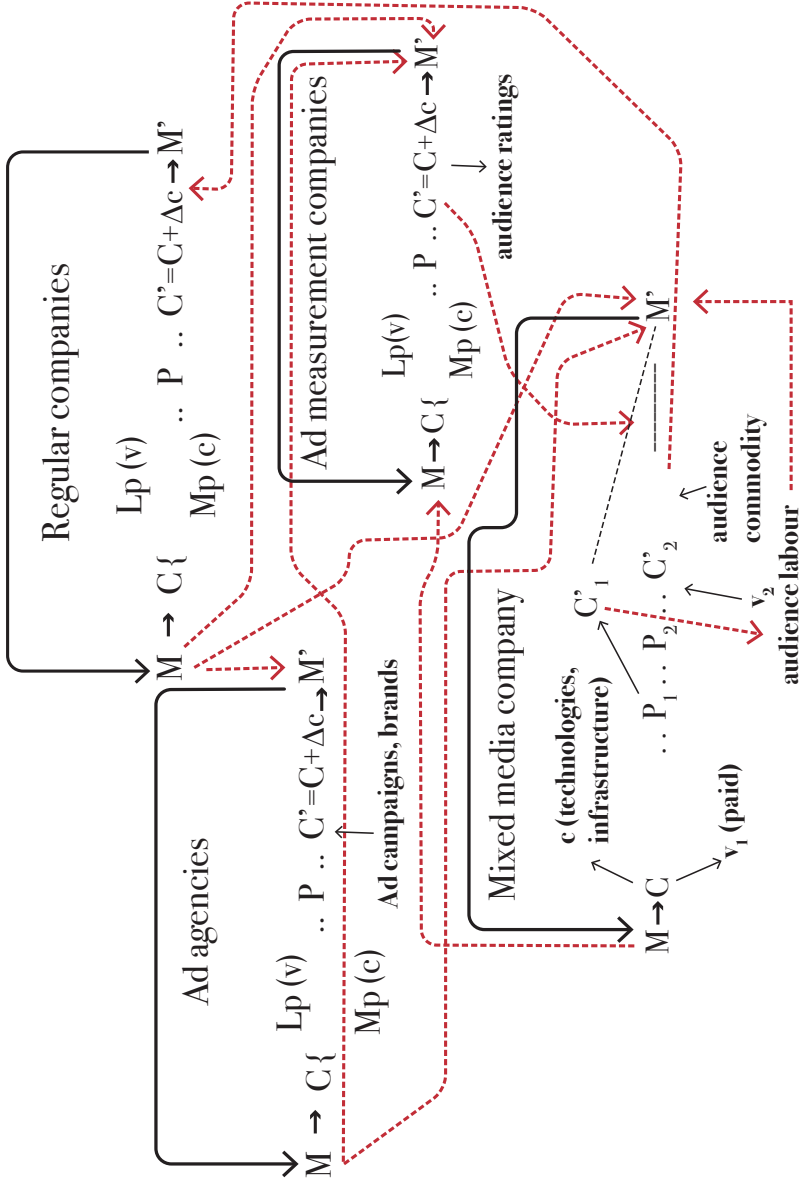 Regular companies
Lp (v)
M → C{ .. P .. C'=C+Δc→M'
Mp (c)
Ad agencies
Lp (v)
M → C{ .. P .. C'=C+Δc→M'
Mp (c)
Ad campaigns, brands
Ad measurement companies
Lp(v)
M→C{ .. P .. C'=C+Δc→M'
Mp (c)
audience ratings
Mixed media company
c (technologies,
infrastructure)
C'₁
M→C .. P₁ .. P₂ .. C'₂ M'
v₁ (paid)
v₂
audience labour
audience
commodity